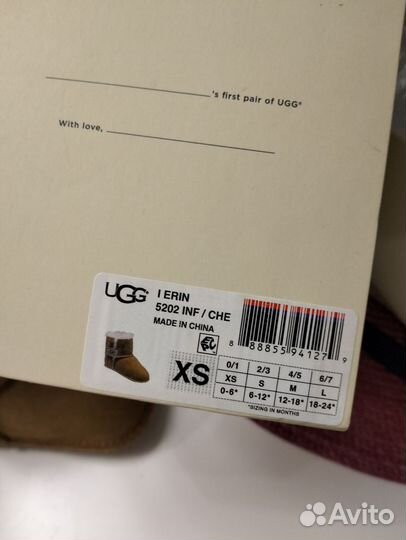 's first pair of UGG®
With love,
UGG® I ERIN
5202 INF / CHE
MADE IN CHINA
8 88855 94127 9
XS
0/1 2/3 4/5 6/7
XS S M L
0-6* 6-12* 12-18* 18-24*
*SIZING IN MONTHS
Avito